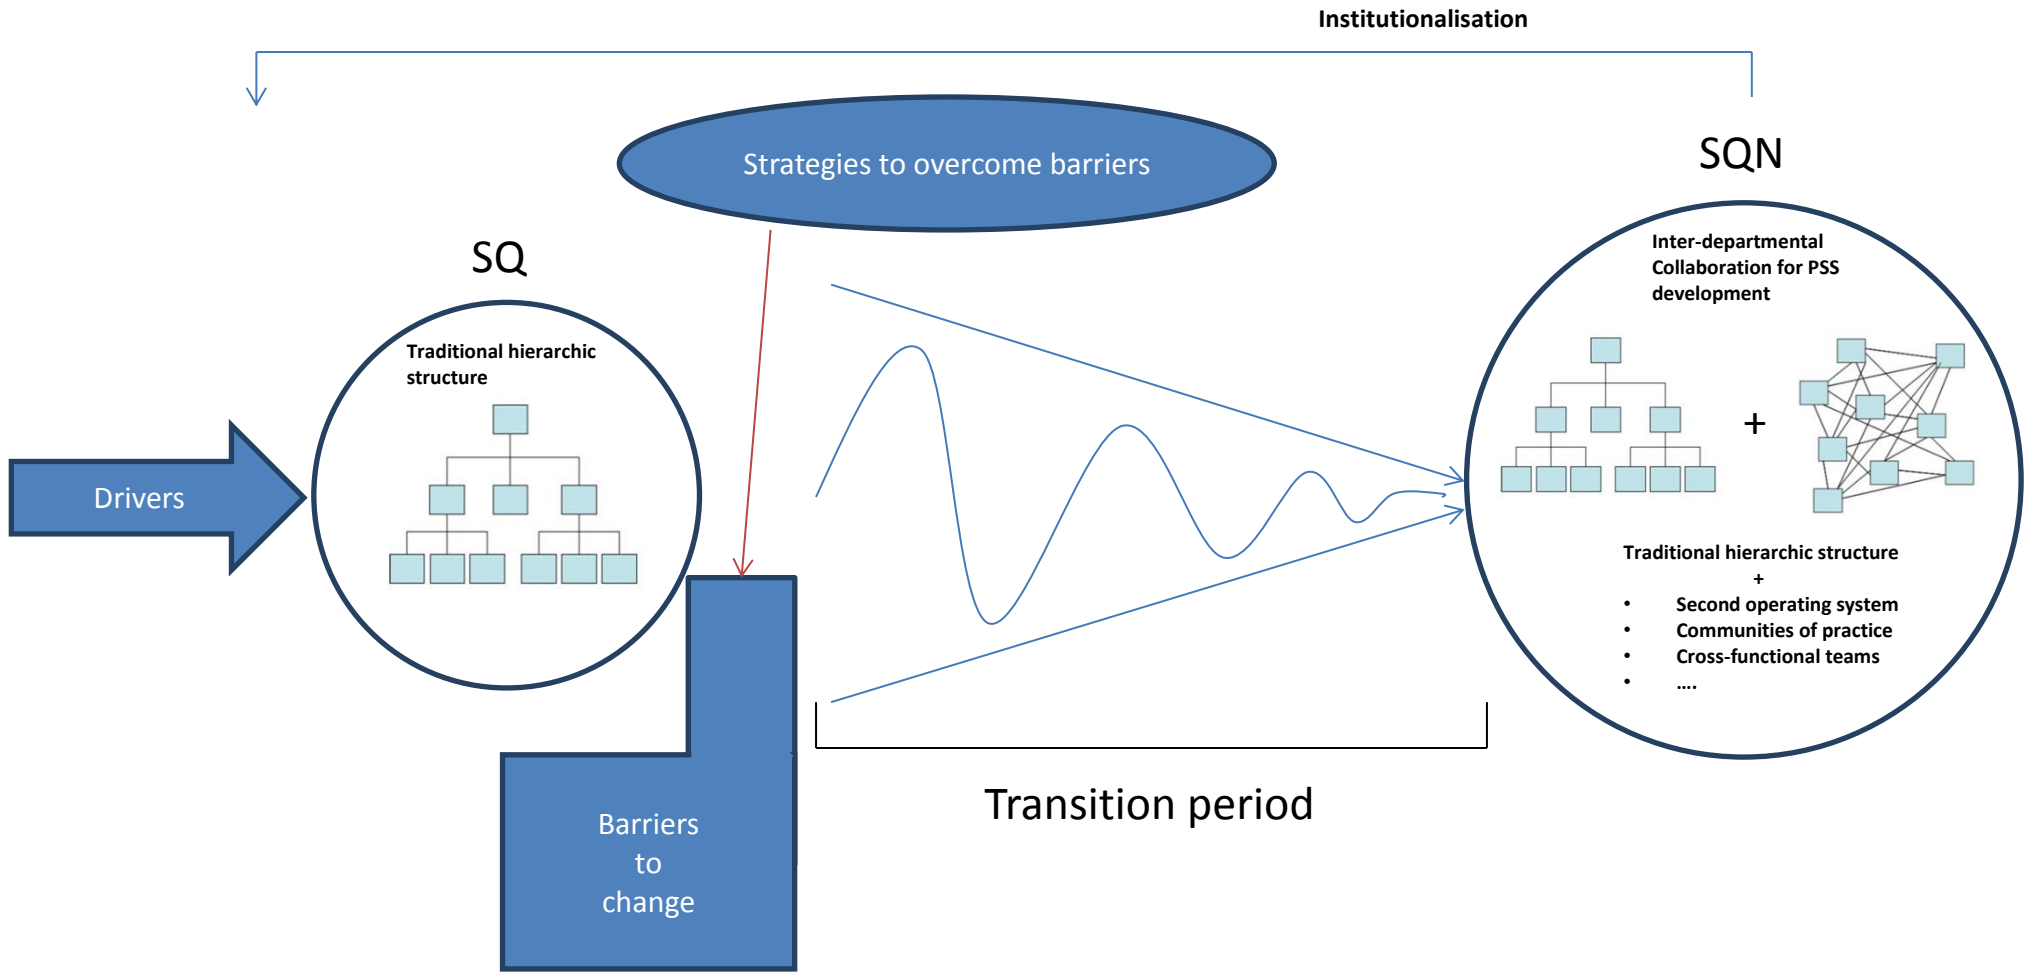 Institutionalisation
Strategies to overcome barriers
SQN
SQ
Inter-departmental
Collaboration for PSS
development
Traditional hierarchic
structure
+
Drivers
Traditional hierarchic structure
+
• Second operating system
• Communities of practice
• Cross-functional teams
• ....
Transition period
Barriers
to
change